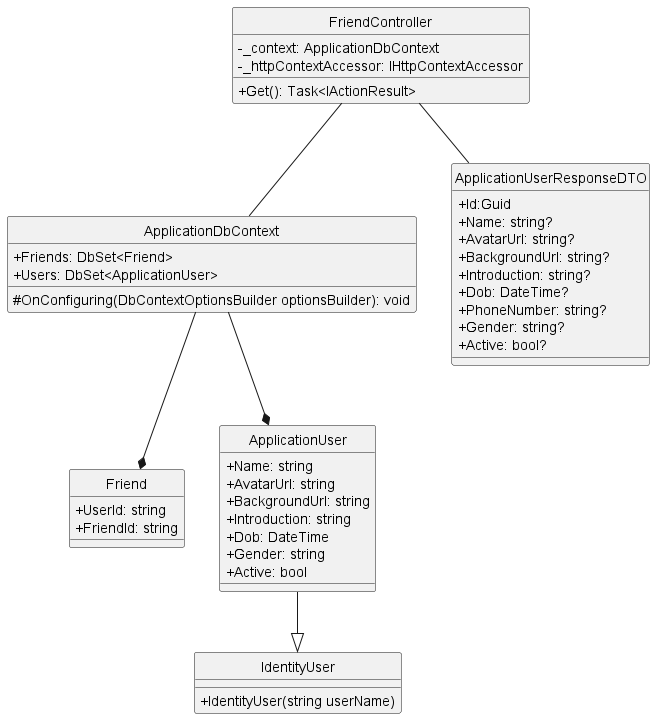 FriendController
-_context: ApplicationDbContext
-_httpContextAccessor: IHttpContextAccessor
+Get(): Task<IActionResult>
ApplicationUserResponseDTO
+Id:Guid
+Name: string?
+AvatarUrl: string?
+BackgroundUrl: string?
+Introduction: string?
+Dob: DateTime?
+PhoneNumber: string?
+Gender: string?
+Active: bool?
ApplicationDbContext
+Friends: DbSet<Friend>
+Users: DbSet<ApplicationUser>
#OnConfiguring(DbContextOptionsBuilder optionsBuilder): void
Friend
+UserId: string
+FriendId: string
ApplicationUser
+Name: string
+AvatarUrl: string
+BackgroundUrl: string
+Introduction: string
+Dob: DateTime
+Gender: string
+Active: bool
IdentityUser
+IdentityUser(string userName)